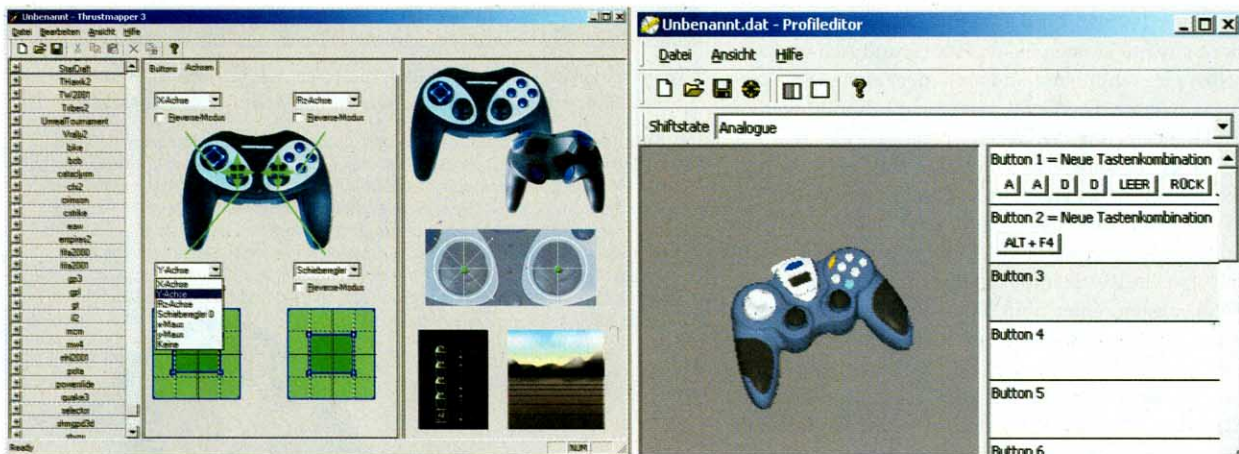 Unbenannt - Thrustmapper 3
Datei Bearbeiten Ansicht Hilfe
StarCraft
THawk2
TW2001
Tribes2
UnrealTournament
Vrally2
bike
bob
cataclysm
cfs2
crimson
cstrike
eaw
empires2
fifa2000
fifa2001
gp3
gpl
gt
il2
mcm
mw4
nhl2001
powerslide
quake3
selector
Buttons Achsen
X-Achse
Rz-Achse
Reverse-Modus
Reverse-Modus
Y-Achse
Schieberegler
Reverse-Modus
X-Achse
Y-Achse
Rz-Achse
Schieberegler 0
x-Maus
y-Maus
Keine
Ready
NUM
Unbenannt.dat - Profileditor
Datei Ansicht Hilfe
Shiftstate Analogue
Button 1 = Neue Tastenkombination
A A D D LEER RÜCK
Button 2 = Neue Tastenkombination
ALT + F4
Button 3
Button 4
Button 5
Button 6